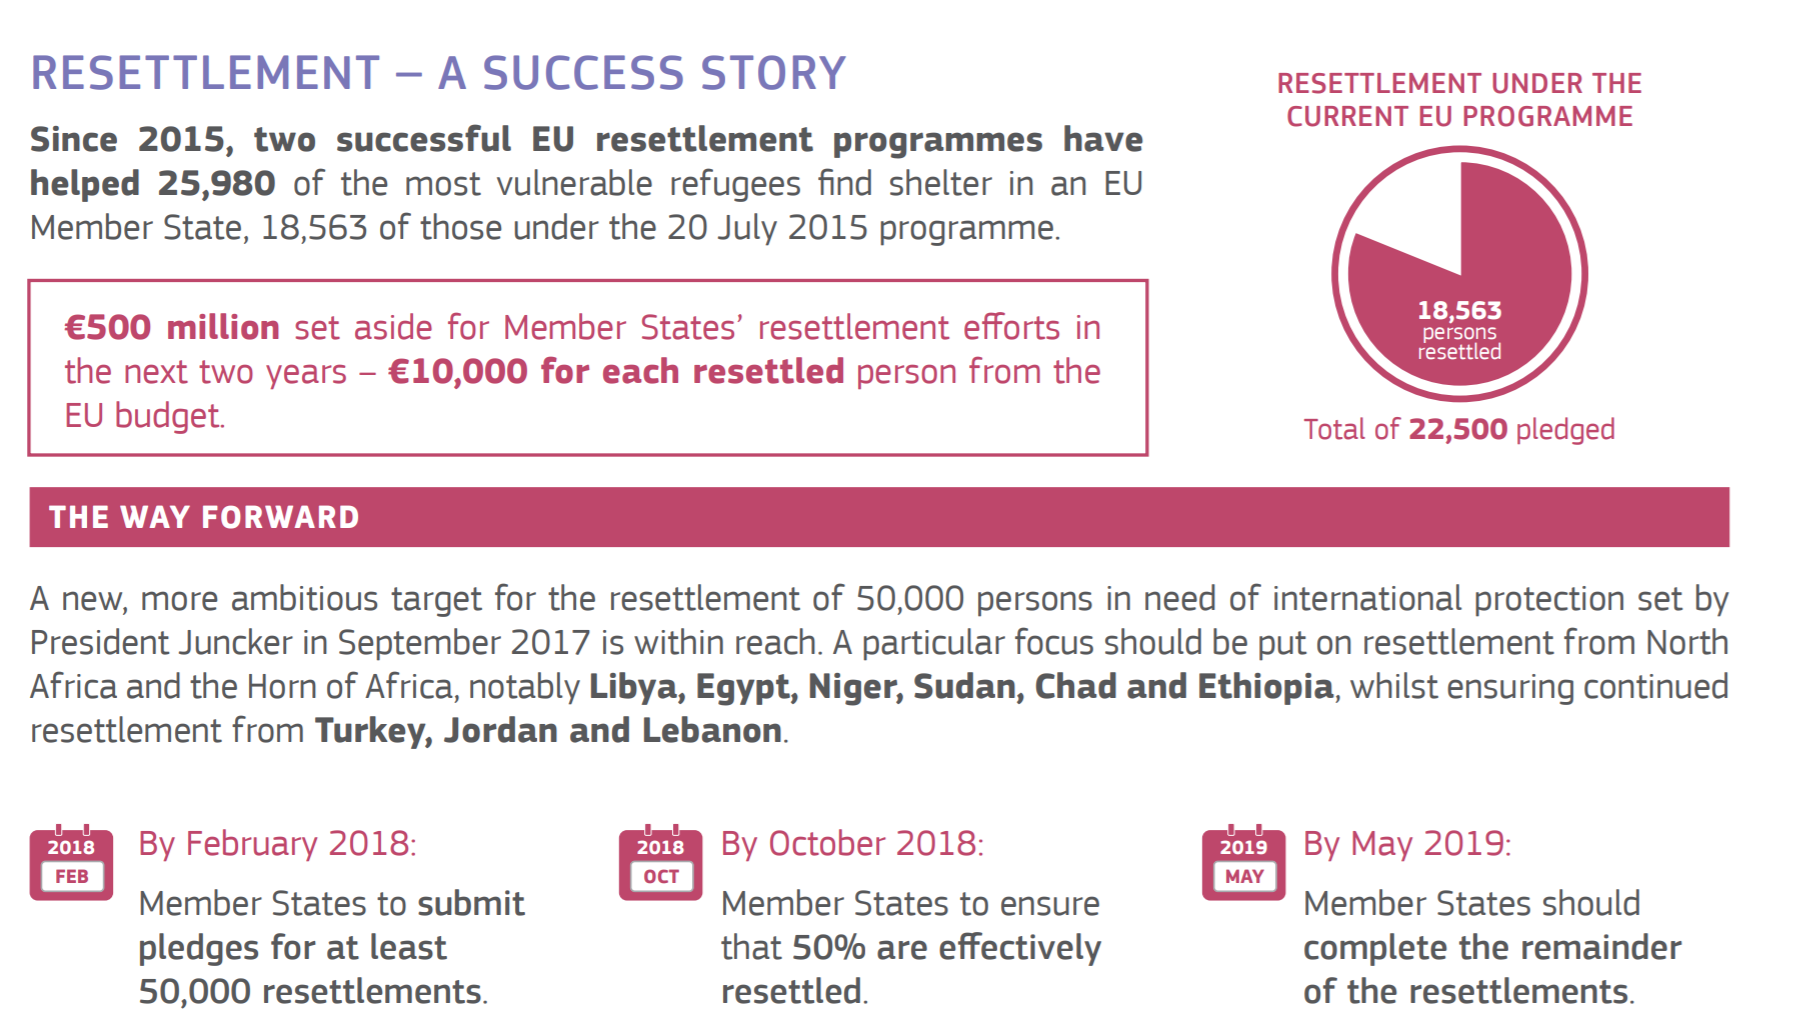 RESETTLEMENT – A SUCCESS STORY
Since 2015, two successful EU resettlement programmes have
helped 25,980 of the most vulnerable refugees find shelter in an EU
Member State, 18,563 of those under the 20 July 2015 programme.
€500 million set aside for Member States’ resettlement efforts in
the next two years – €10,000 for each resettled person from the
EU budget.
RESETTLEMENT UNDER THE
CURRENT EU PROGRAMME
18,563
persons
resettled
Total of 22,500 pledged
THE WAY FORWARD
A new, more ambitious target for the resettlement of 50,000 persons in need of international protection set by
President Juncker in September 2017 is within reach. A particular focus should be put on resettlement from North
Africa and the Horn of Africa, notably Libya, Egypt, Niger, Sudan, Chad and Ethiopia, whilst ensuring continued
resettlement from Turkey, Jordan and Lebanon.
2018
FEB
By February 2018:
Member States to submit
pledges for at least
50,000 resettlements.
2018
OCT
By October 2018:
Member States to ensure
that 50% are effectively
resettled.
2019
MAY
By May 2019:
Member States should
complete the remainder
of the resettlements.